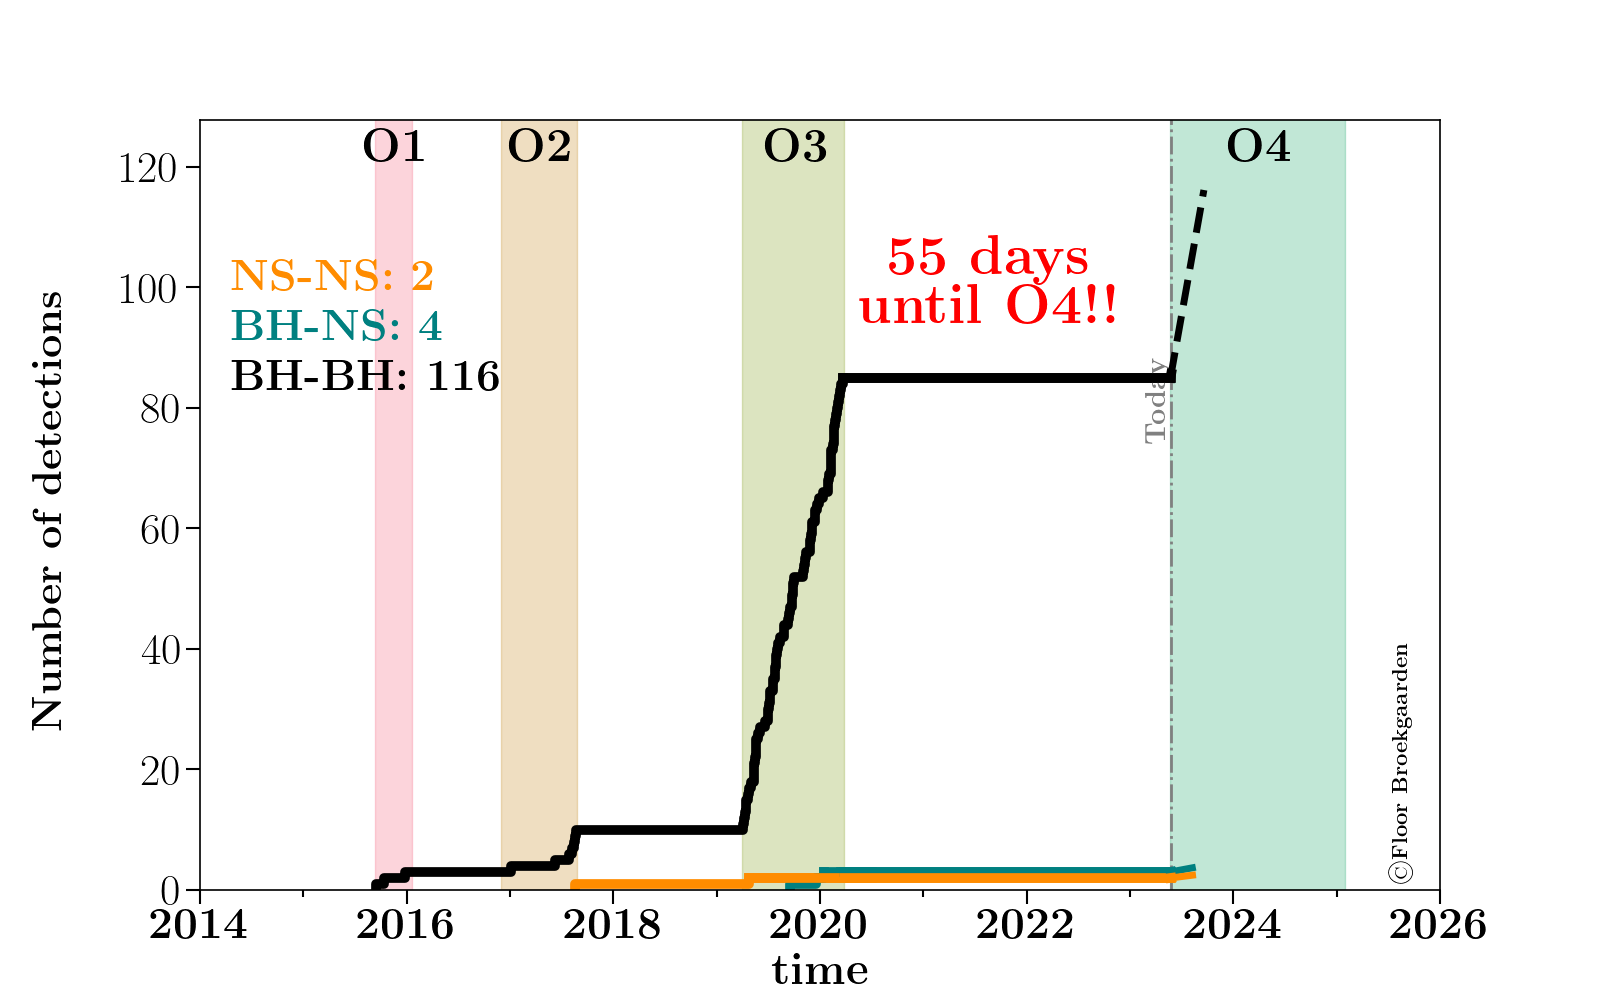 O1
O2
O3
O4
120
100
80
60
40
20
0
Number of detections
NS-NS: 2
BH-NS: 4
BH-BH: 116
55 days
until O4!!
Today
©Floor Broekgaarden
2014
2016
2018
2020
2022
2024
2026
time